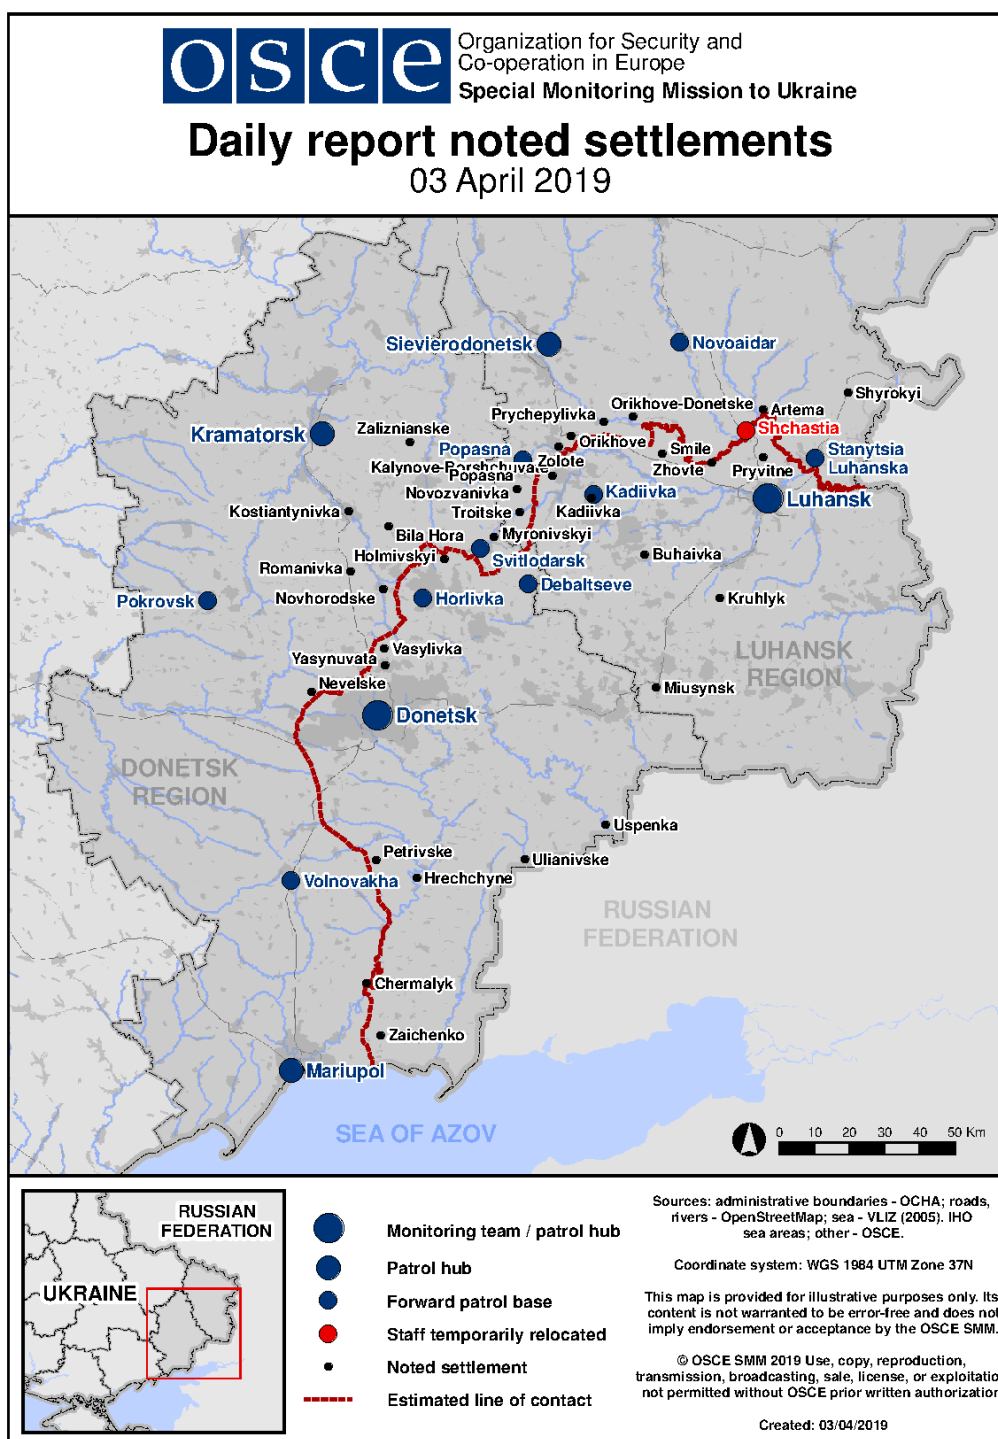 osce
Organization for Security and
Co-operation in Europe
Special Monitoring Mission to Ukraine
Daily report noted settlements
03 April 2019
Sievierodonetsk
Novoaidar
Shyrokyi
Orikhove-Donetske
Artema
Prychepylivka
Shchastia
Kramatorsk
Zaliznianske
Popasna
Orikhove
Smile
Stanytsia
Luhanska
Zolote
Zhovte
Pryvitne
Kalynove-Borshchuvate
Popasna
Novozvanivka
Kadiivka
Luhansk
Kostiantynivka
Troitske
Kadiivka
Bila Hora
Myronivskyi
Holmivskyi
Svitlodarsk
Buhaivka
Romanivka
Debaltseve
Pokrovsk
Novhorodske
Horlivka
Kruhlyk
Vasylivka
Yasynuvata
LUHANSK
REGION
Nevelske
Miusynsk
Donetsk
DONETSK
REGION
Uspenka
Petrivske
Ulianivske
Volnovakha
Hrechchyne
RUSSIAN
FEDERATION
Chermalyk
Zaichenko
Mariupol
SEA OF AZOV
0 10 20 30 40 50 Km
RUSSIAN
FEDERATION
UKRAINE
Monitoring team / patrol hub
Patrol hub
Forward patrol base
Staff temporarily relocated
Noted settlement
Estimated line of contact
Sources: administrative boundaries - OCHA; roads,
rivers - OpenStreetMap; sea - VLIZ (2005). IHO
sea areas; other - OSCE.
Coordinate system: WGS 1984 UTM Zone 37N
This map is provided for illustrative purposes only. Its
content is not warranted to be error-free and does not
imply endorsement or acceptance by the OSCE SMM.
© OSCE SMM 2019 Use, copy, reproduction,
transmission, broadcasting, sale, license, or exploitatio
not permitted without OSCE prior written authorization
Created: 03/04/2019